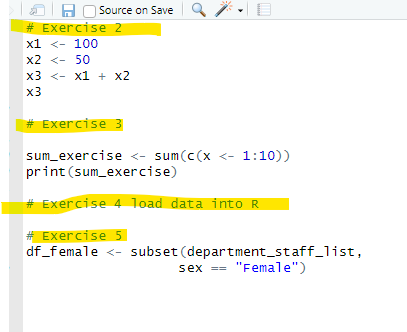 Source on Save
# Exercise 2
x1 <- 100
x2 <- 50
x3 <- x1 + x2
x3
# Exercise 3
sum_exercise <- sum(c(x <- 1:10))
print(sum_exercise)
# Exercise 4 load data into R
# Exercise 5
df_female <- subset(department_staff_list,
sex == "Female")